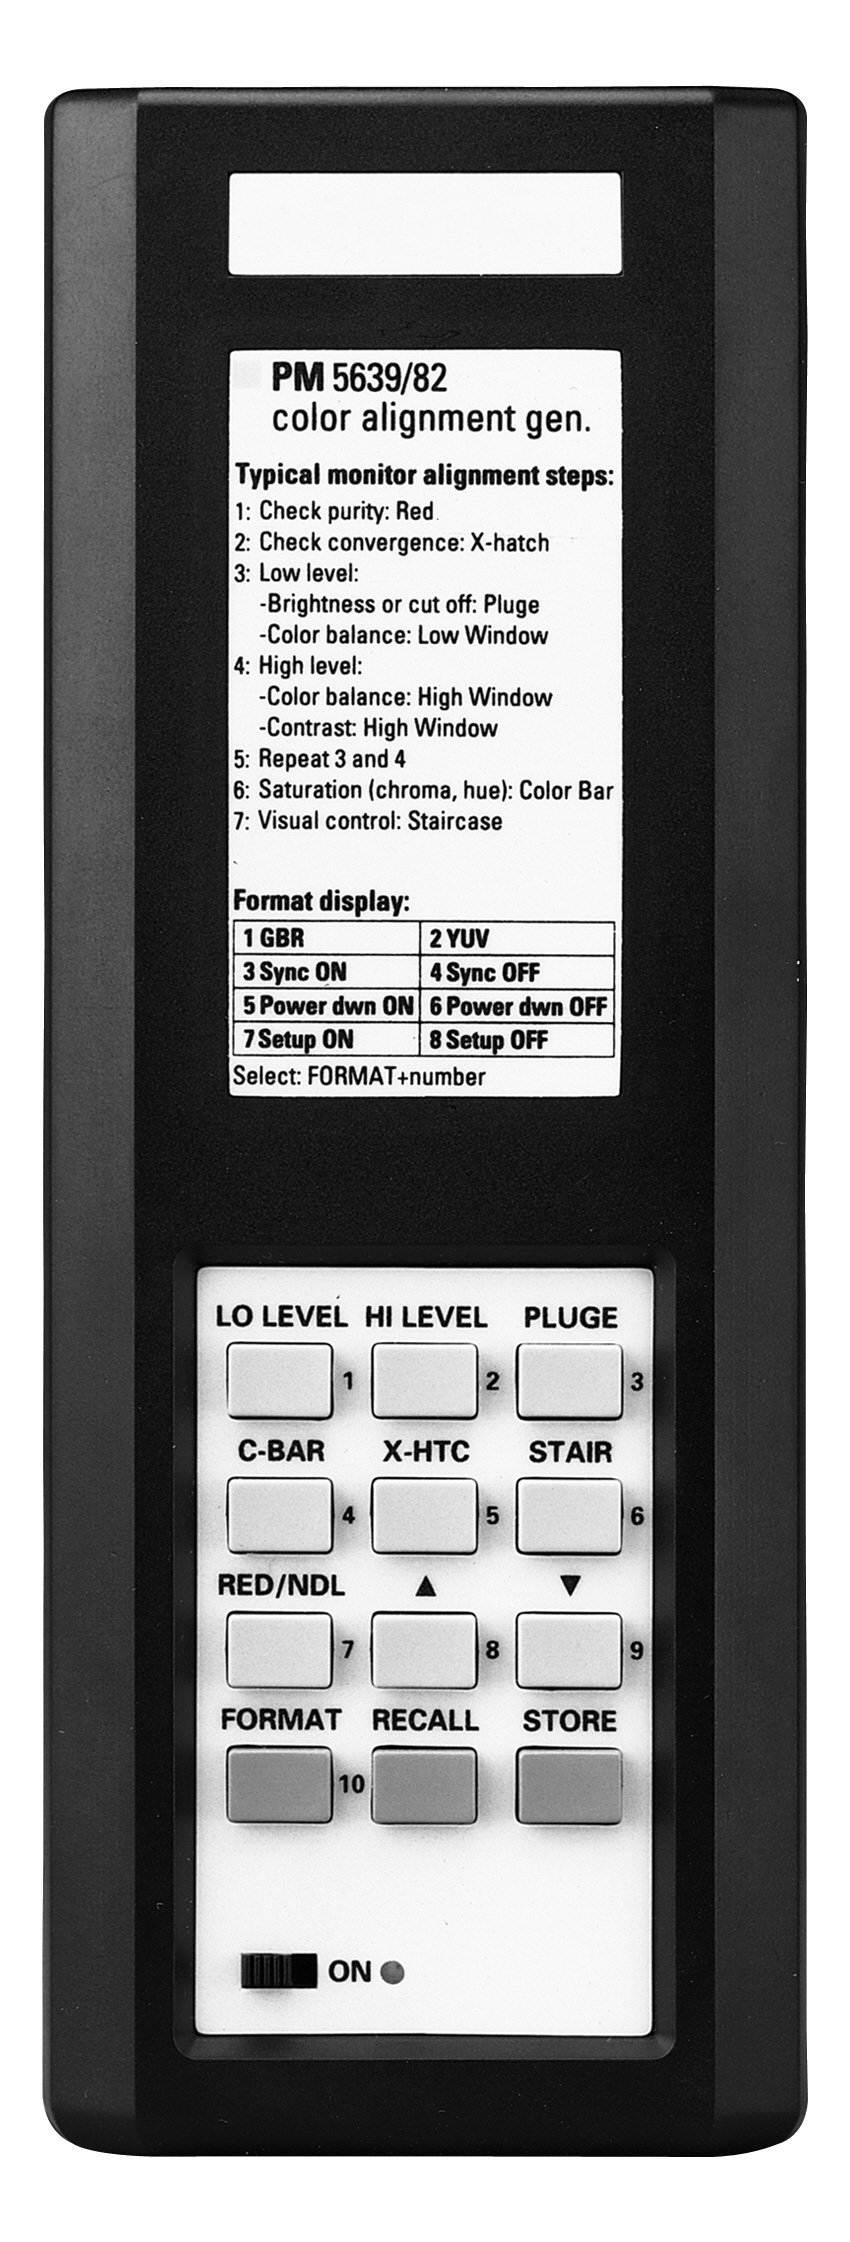 PM 5639/82
color alignment gen.
Typical monitor alignment steps:
1: Check purity: Red
2: Check convergence: X-hatch
3: Low level:
-Brightness or cut off: Pluge
-Color balance: Low Window
4: High level:
-Color balance: High Window
-Contrast: High Window
5: Repeat 3 and 4
6: Saturation (chroma, hue): Color Bar
7: Visual control: Staircase
Format display:
1 GBR 2 YUV
3 Sync ON 4 Sync OFF
5 Power dwn ON 6 Power dwn OFF
7 Setup ON 8 Setup OFF
Select: FORMAT+number
LO LEVEL HI LEVEL PLUGE
1 2 3
C-BAR X-HTC STAIR
4 5 6
RED/NDL ▲ ▼
7 8 9
FORMAT RECALL STORE
10
ON